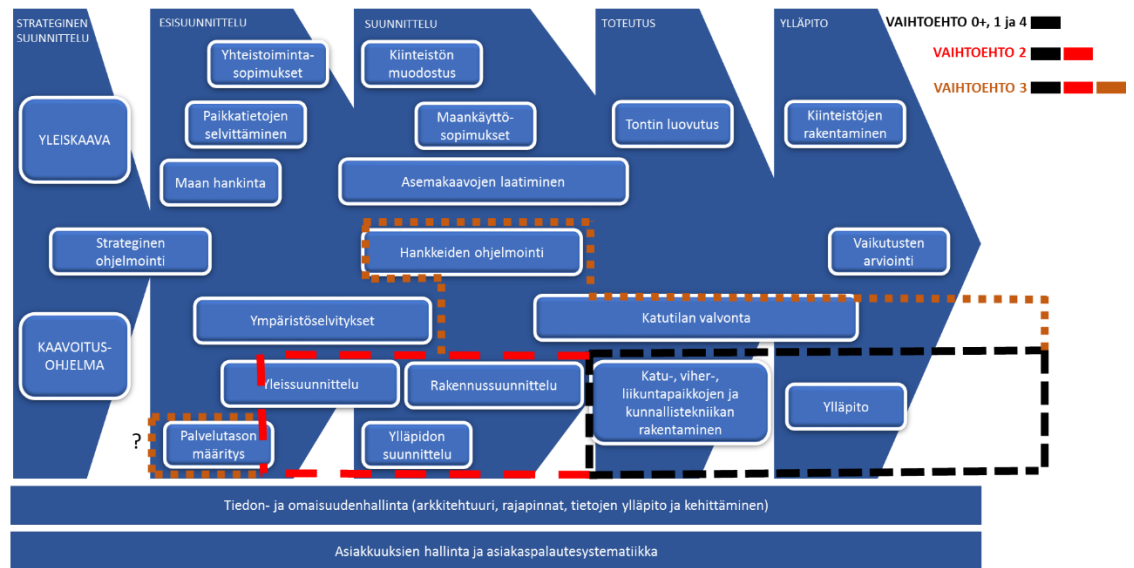 STRATEGINEN
SUUNNITTELU
ESISUUNNITTELU
SUUNNITTELU
TOTEUTUS
YLLÄPITO
VAIHTOEHTO 0+, 1 ja 4
VAIHTOEHTO 2
VAIHTOEHTO 3
Yhteistoiminta-
sopimukset
Kiinteistön
muodostus
YLEISKAAVA
Paikkatietojen
selvittäminen
Maankäyttö-
sopimukset
Tontin luovutus
Kiinteistöjen
rakentaminen
Maan hankinta
Asemakaavojen laatiminen
Strateginen
ohjelmointi
Hankkeiden ohjelmointi
Vaikutusten
arviointi
KAAVOITUS-
OHJELMA
Ympäristöselvitykset
Katutilan valvonta
Yleissuunnittelu
Rakennussuunnittelu
Katu-, viher-,
liikuntapaikkojen ja
kunnallistekniikan
rakentaminen
Ylläpito
?
Palvelutason
määritys
Ylläpidon
suunnittelu
Tiedon- ja omaisuudenhallinta (arkkitehtuuri, rajapinnat, tietojen ylläpito ja kehittäminen)
Asiakkuuksien hallinta ja asiakaspalautesystematiikka